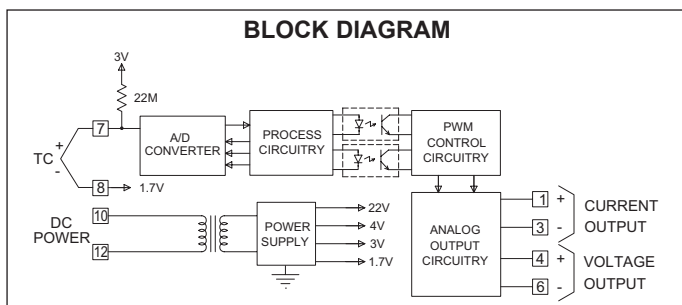 BLOCK DIAGRAM
3V
22M
7
+
TC
-
8
1.7V
A/D
CONVERTER
PROCESS
CIRCUITRY
PWM
CONTROL
CIRCUITRY
DC
POWER
10
12
POWER
SUPPLY
22V
4V
3V
1.7V
ANALOG
OUTPUT
CIRCUITRY
1 +
3 -
CURRENT
OUTPUT
4 +
6 -
VOLTAGE
OUTPUT